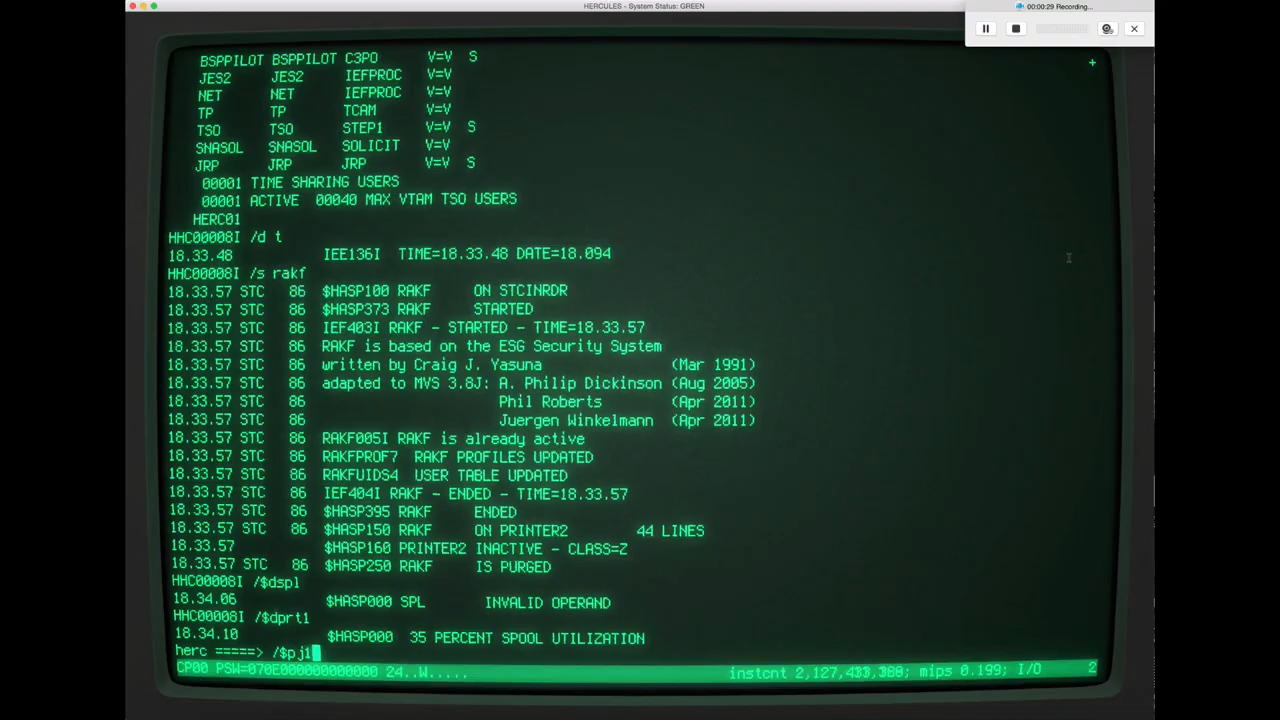 HERCULES - System Status: GREEN
00:00:29 Recording...
+
BSPPILOT BSPPILOT C3PO V=V S
JES2 JES2 IEFPROC V=V
NET NET IEFPROC V=V
TP TP TCAM V=V
TSO TSO STEP1 V=V S
SNASOL SNASOL SOLICIT V=V
JRP JRP JRP V=V S
00001 TIME SHARING USERS
00001 ACTIVE 00040 MAX VTAM TSO USERS
HERC01
HHC00008I /d t
18.33.48 IEE136I TIME=18.33.48 DATE=18.094
HHC00008I /s rakf
18.33.57 STC 86 $HASP100 RAKF ON STCINRDR
18.33.57 STC 86 $HASP373 RAKF STARTED
18.33.57 STC 86 IEF403I RAKF - STARTED - TIME=18.33.57
18.33.57 STC 86 RAKF is based on the ESG Security System
18.33.57 STC 86 written by Craig J. Yasuna (Mar 1991)
18.33.57 STC 86 adapted to MVS 3.8J: A. Philip Dickinson (Aug 2005)
18.33.57 STC 86 Phil Roberts (Apr 2011)
18.33.57 STC 86 Juergen Winkelmann (Apr 2011)
18.33.57 STC 86 RAKF005I RAKF is already active
18.33.57 STC 86 RAKFPROF7 RAKF PROFILES UPDATED
18.33.57 STC 86 RAKFUIDS4 USER TABLE UPDATED
18.33.57 STC 86 IEF404I RAKF - ENDED - TIME=18.33.57
18.33.57 STC 86 $HASP395 RAKF ENDED
18.33.57 STC 86 $HASP150 RAKF ON PRINTER2 44 LINES
18.33.57 $HASP160 PRINTER2 INACTIVE - CLASS=Z
18.33.57 STC 86 $HASP250 RAKF IS PURGED
HHC00008I /$dspl
18.34.06 $HASP000 SPL INVALID OPERAND
HHC00008I /$dprt1
18.34.10 $HASP000 35 PERCENT SPOOL UTILIZATION
herc =====> /$pj1
CP00 PSW=070E000000000000 24..W..... instcnt 2,127,433,388; mips 0.199; I/O 2